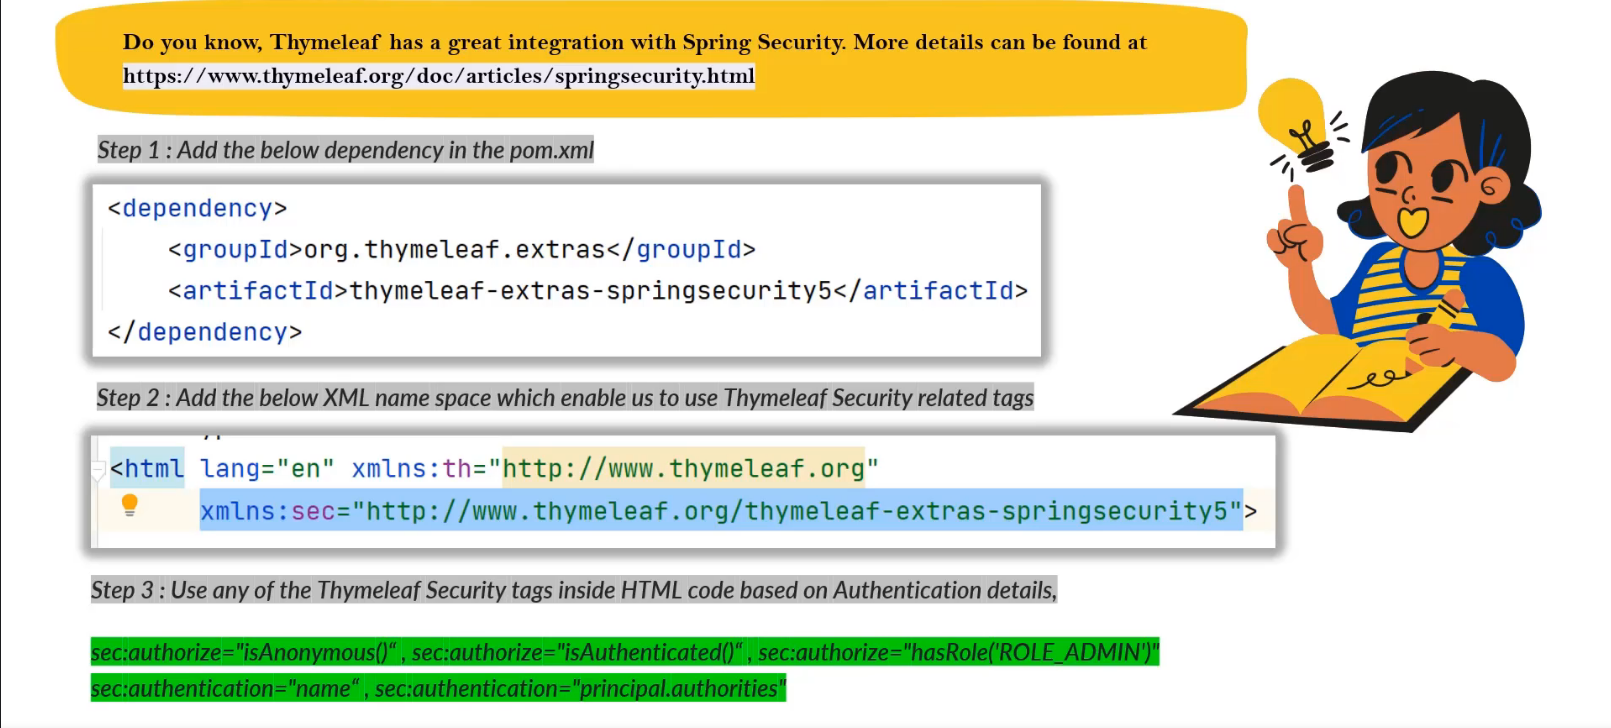 Do you know, Thymeleaf has a great integration with Spring Security. More details can be found at
https://www.thymeleaf.org/doc/articles/springsecurity.html
Step 1 : Add the below dependency in the pom.xml
<dependency>
    <groupId>org.thymeleaf.extras</groupId>
    <artifactId>thymeleaf-extras-springsecurity5</artifactId>
</dependency>
Step 2 : Add the below XML name space which enable us to use Thymeleaf Security related tags
<html lang="en" xmlns:th="http://www.thymeleaf.org"
      xmlns:sec="http://www.thymeleaf.org/thymeleaf-extras-springsecurity5">
Step 3 : Use any of the Thymeleaf Security tags inside HTML code based on Authentication details,
sec:authorize="isAnonymous()“ , sec:authorize="isAuthenticated()“ , sec:authorize="hasRole('ROLE_ADMIN')"
sec:authentication="name“ , sec:authentication="principal.authorities"